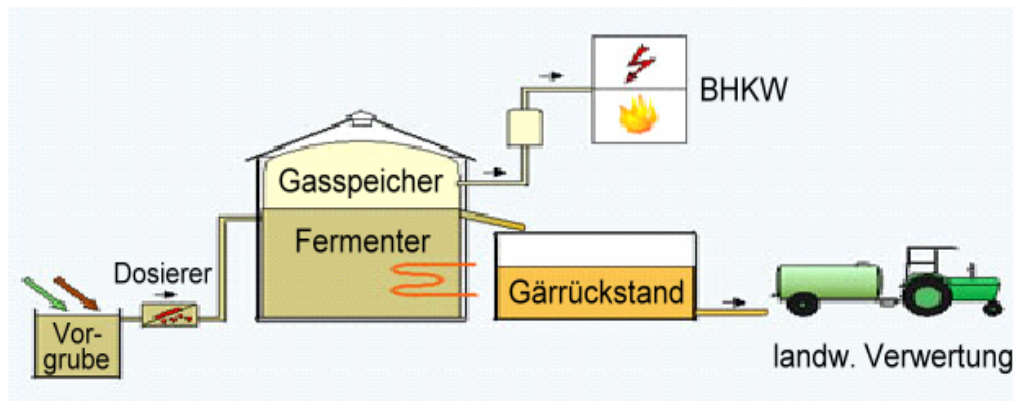 BHKW
Gasspeicher
Fermenter
Dosierer
Gärrückstand
Vor-
grube
landw. Verwertung